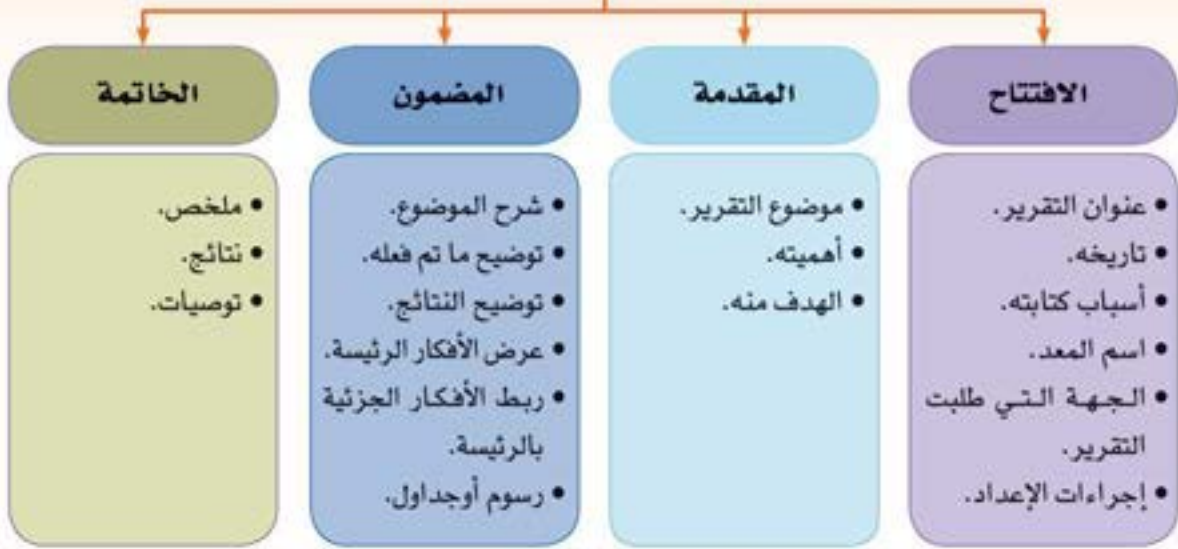 الافتتاح
• عنوان التقرير.
• تاريخه.
• أسباب كتابته.
• اسم المعد.
• الجهة التي طلبت
التقرير.
• إجراءات الإعداد.
المقدمة
• موضوع التقرير.
• أهميته.
• الهدف منه.
المضمون
• شرح الموضوع.
• توضيح ما تم فعله.
• توضيح النتائج.
• عرض الأفكار الرئيسة.
• ربط الأفكار الجزئية
بالرئيسة.
• رسوم أوجداول.
الخاتمة
• ملخص.
• نتائج.
• توصيات.